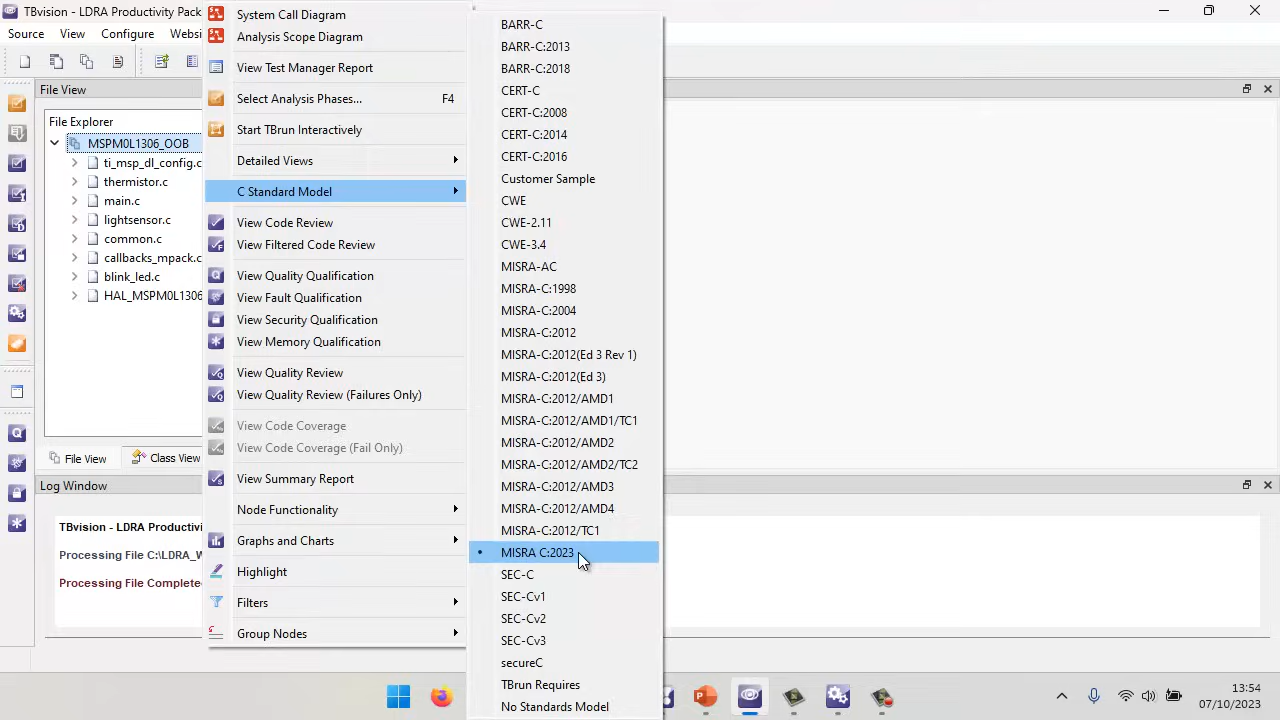 TBvision - LDRA Productivity Pack
Source View Configure Websi
File View
File Explorer
MSPM0L1306_OOB
ti_msp_dl_config.c
thermistor.c
main.c
lightsensor.c
common.c
callbacks_mpack.c
blink_led.c
HAL_MSPM0L1306
File View
Class View
Log Window
TBvision - LDRA Productivi
Processing File C:\LDRA_W
Processing File Complete
System Call Diagram
Analysis Scope Diagram
View Test Manager Report
Select Analysis Phases... F4
Start TBrun Interactively
Detailed Views
C Standard Model
View Code Review
View Filtered Code Review
View Quality Qualification
View Fault Qualification
View Security Qualification
View Memory Qualification
View Quality Review
View Quality Review (Failures Only)
View Code Coverage
View Code Coverage (Fail Only)
View Summary Report
Node Functionality
Graphs and Charts
Highlight
Filters
Group Nodes
BARR-C
BARR-C:2013
BARR-C:2018
CERT-C
CERT-C:2008
CERT-C:2014
CERT-C:2016
Customer Sample
CWE
CWE-2.11
CWE-3.4
MISRA-AC
MISRA-C:1998
MISRA-C:2004
MISRA-C:2012
MISRA-C:2012(Ed 3 Rev 1)
MISRA-C:2012(Ed 3)
MISRA-C:2012/AMD1
MISRA-C:2012/AMD1/TC1
MISRA-C:2012/AMD2
MISRA-C:2012/AMD2/TC2
MISRA-C:2012/AMD3
MISRA-C:2012/AMD4
MISRA-C:2012/TC1
MISRA C:2023
SEC-C
SEC-Cv1
SEC-Cv2
SEC-Cv3
secureC
TBrun Requires
No Standards Model
13:54
07/10/2023